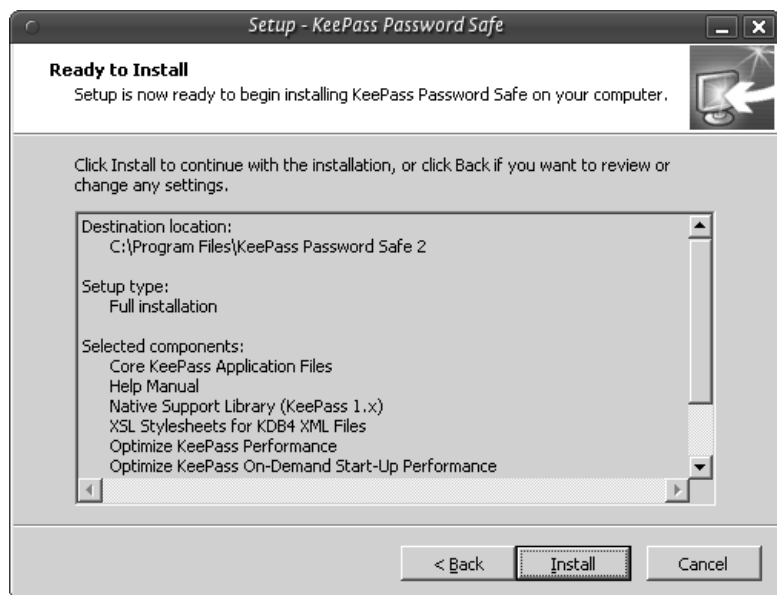 Setup - KeePass Password Safe
Ready to Install
Setup is now ready to begin installing KeePass Password Safe on your computer.
Click Install to continue with the installation, or click Back if you want to review or
change any settings.
Destination location:
C:\Program Files\KeePass Password Safe 2
Setup type:
Full installation
Selected components:
Core KeePass Application Files
Help Manual
Native Support Library (KeePass 1.x)
XSL Stylesheets for KDB4 XML Files
Optimize KeePass Performance
Optimize KeePass On-Demand Start-Up Performance
< Back Install Cancel